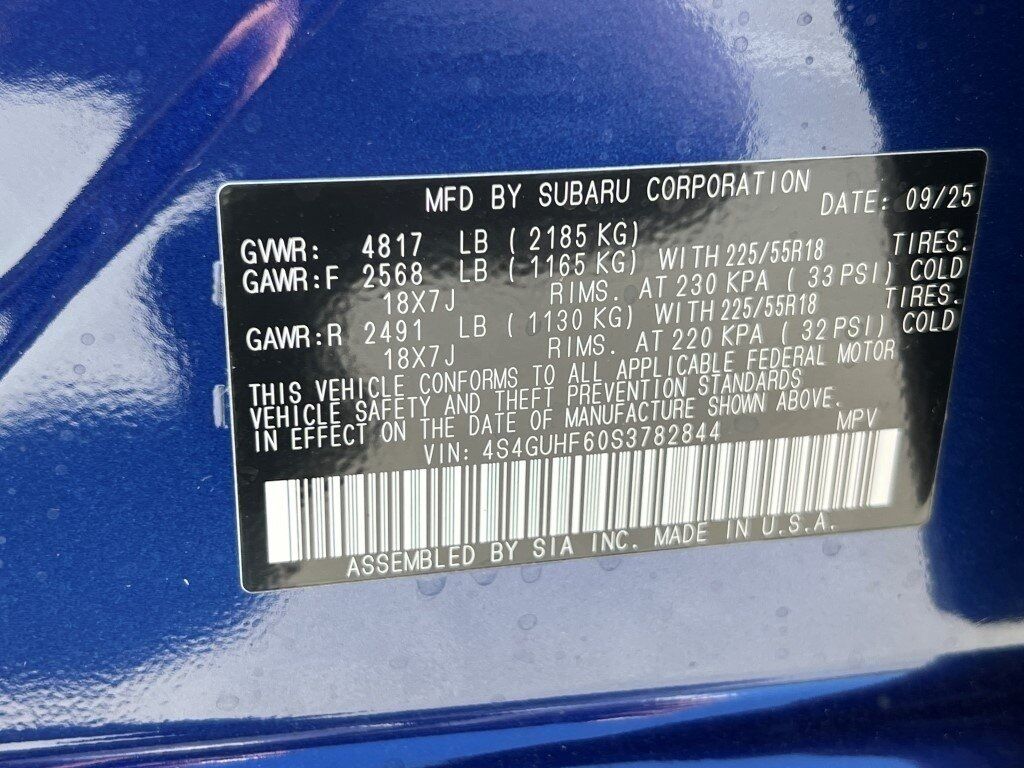 MFD BY SUBARU CORPORATION DATE: 09/25
GVWR: 4817 LB ( 2185 KG)
GAWR:F 2568 LB ( 1165 KG) WITH 225/55R18 TIRES.
18X7J RIMS. AT 230 KPA ( 33 PSI) COLD
GAWR:R 2491 LB ( 1130 KG) WITH 225/55R18 TIRES.
18X7J RIMS. AT 220 KPA ( 32 PSI) COLD
THIS VEHICLE CONFORMS TO ALL APPLICABLE FEDERAL MOTOR
VEHICLE SAFETY AND THEFT PREVENTION STANDARDS
IN EFFECT ON THE DATE OF MANUFACTURE SHOWN ABOVE.
VIN: 4S4GUHF60S3782844 MPV
ASSEMBLED BY SIA INC. MADE IN U.S.A.